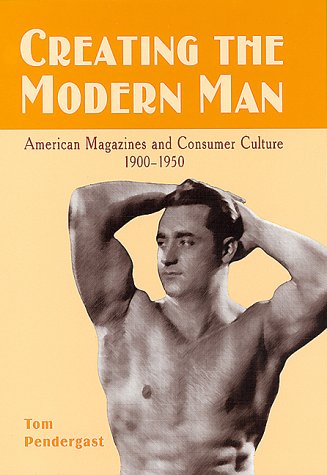 CREATING THE
MODERN MAN
American Magazines and Consumer Culture
1900–1950
Tom
Pendergast